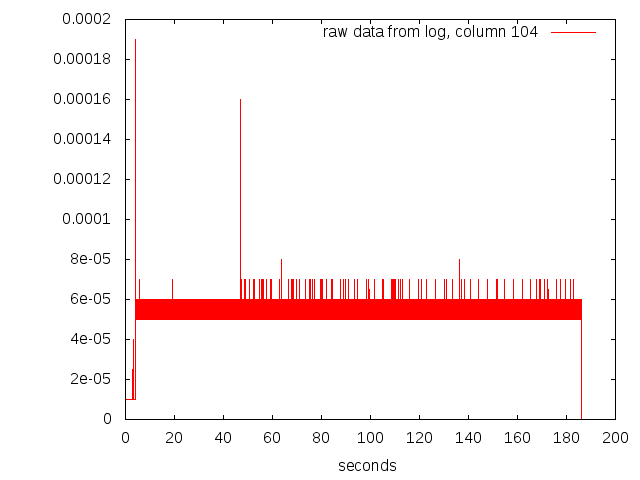 raw data from log, column 104
0.0002
0.00018
0.00016
0.00014
0.00012
0.0001
8e-05
6e-05
4e-05
2e-05
0
0 20 40 60 80 100 120 140 160 180 200
seconds